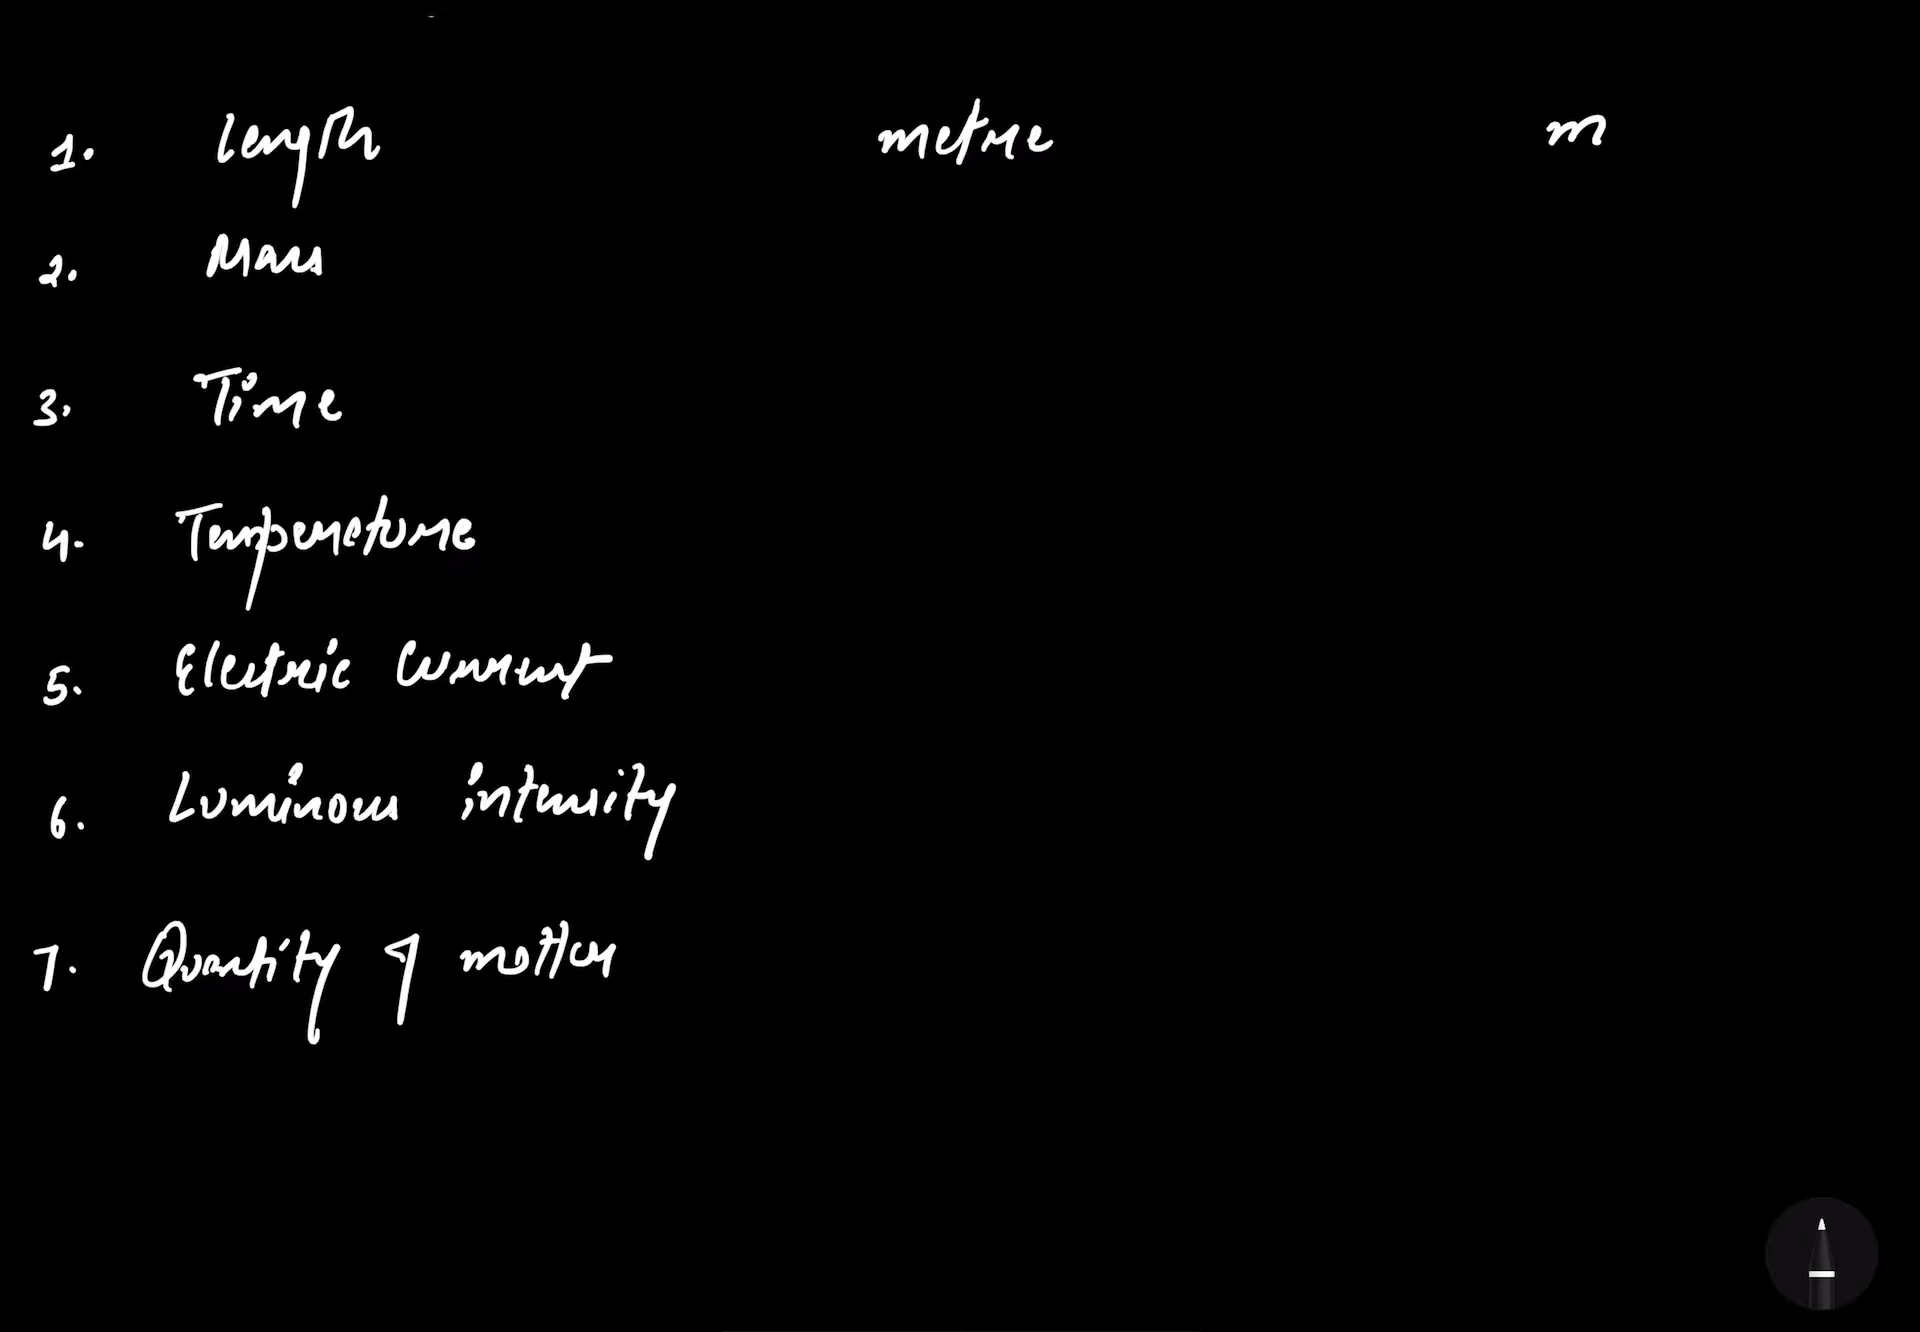 1. Length metre m
2. Mass
3. Time
4. Temperature
5. Electric current
6. Luminous intensity
7. Quantity of matter